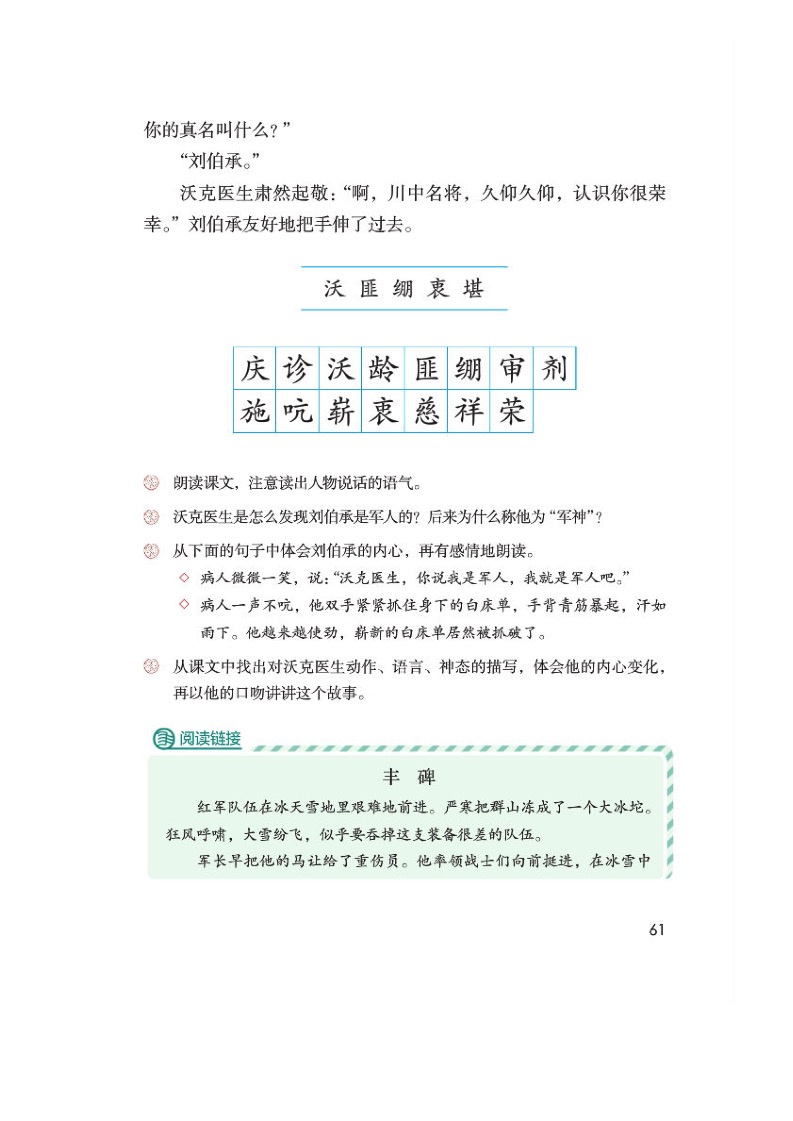 你的真名叫什么？”
“刘伯承。”
沃克医生肃然起敬：“啊，川中名将，久仰久仰，认识你很荣
幸。”刘伯承友好地把手伸了过去。
沃 匪 绷 衷 堪
庆 诊 沃 龄 匪 绷 审 剂
施 吭 崭 衷 慈 祥 荣
朗读课文，注意读出人物说话的语气。
沃克医生是怎么发现刘伯承是军人的？后来为什么称他为“军神”？
从下面的句子中体会刘伯承的内心，再有感情地朗读。
◇ 病人微微一笑，说：“沃克医生，你说我是军人，我就是军人吧。”
◇ 病人一声不吭，他双手紧紧抓住身下的白床单，手背青筋暴起，汗如
雨下。他越来越使劲，崭新的白床单居然被抓破了。
从课文中找出对沃克医生动作、语言、神态的描写，体会他的内心变化，
再以他的口吻讲讲这个故事。
阅读链接
丰 碑
红军队伍在冰天雪地里艰难地前进。严寒把群山冻成了一个大冰坨。
狂风呼啸，大雪纷飞，似乎要吞掉这支装备很差的队伍。
军长早把他的马让给了重伤员。他率领战士们向前挺进，在冰雪中
61